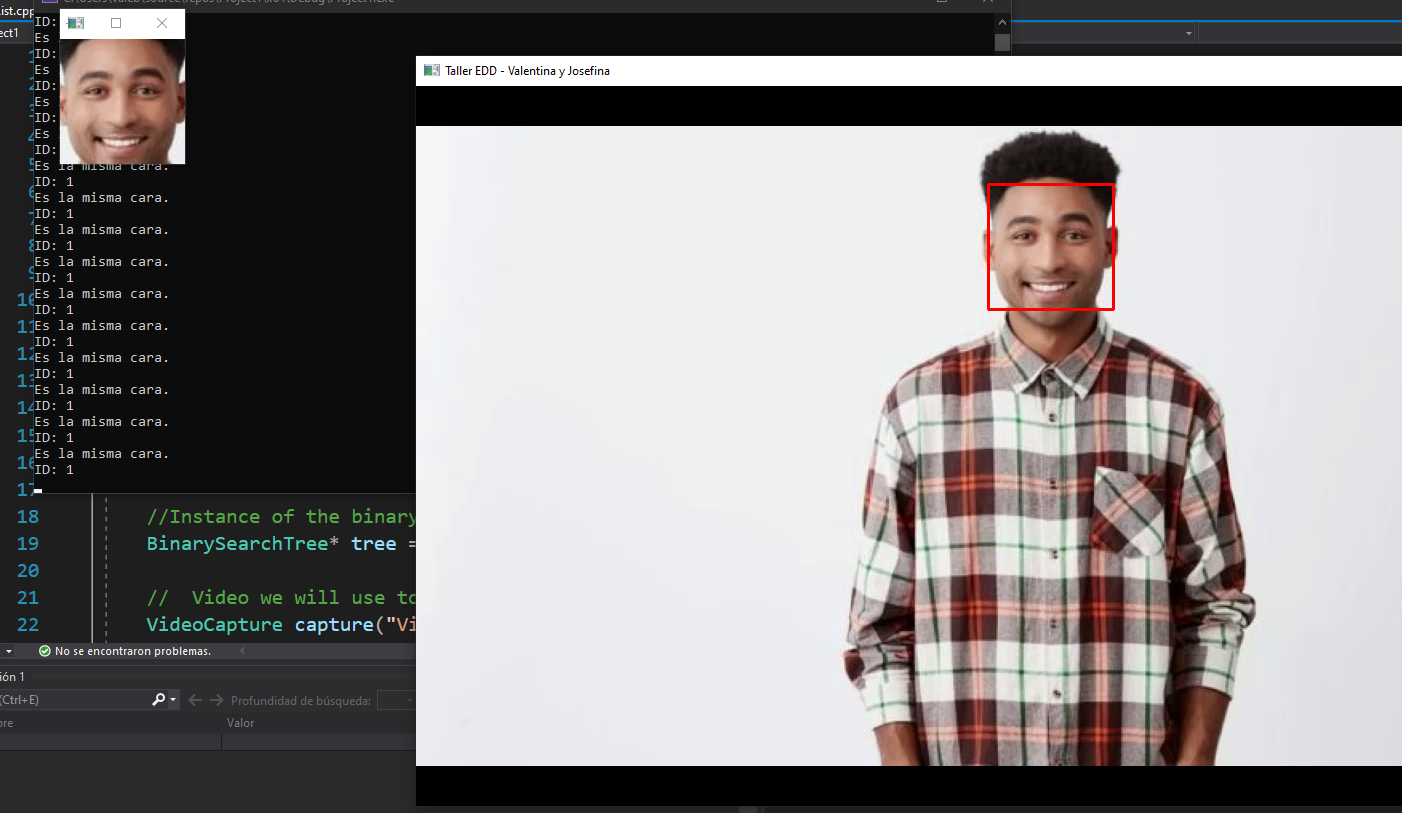 ist.cpp
ect1
ID:
Es
ID:
Es
ID:
Es
ID:
Es
ID:
Es la misma cara.
ID: 1
Es la misma cara.
ID: 1
Es la misma cara.
ID: 1
Es la misma cara.
ID: 1
Es la misma cara.
ID: 1
Es la misma cara.
ID: 1
Es la misma cara.
ID: 1
Es la misma cara.
ID: 1
Es la misma cara.
ID: 1
Es la misma cara.
ID: 1
Taller EDD - Valentina y Josefina
18 //Instance of the binary
19 BinarySearchTree* tree =
20
21 // Video we will use to
22 VideoCapture capture("Vi
No se encontraron problemas.
ión 1
(Ctrl+E)
Profundidad de búsqueda:
bre
Valor